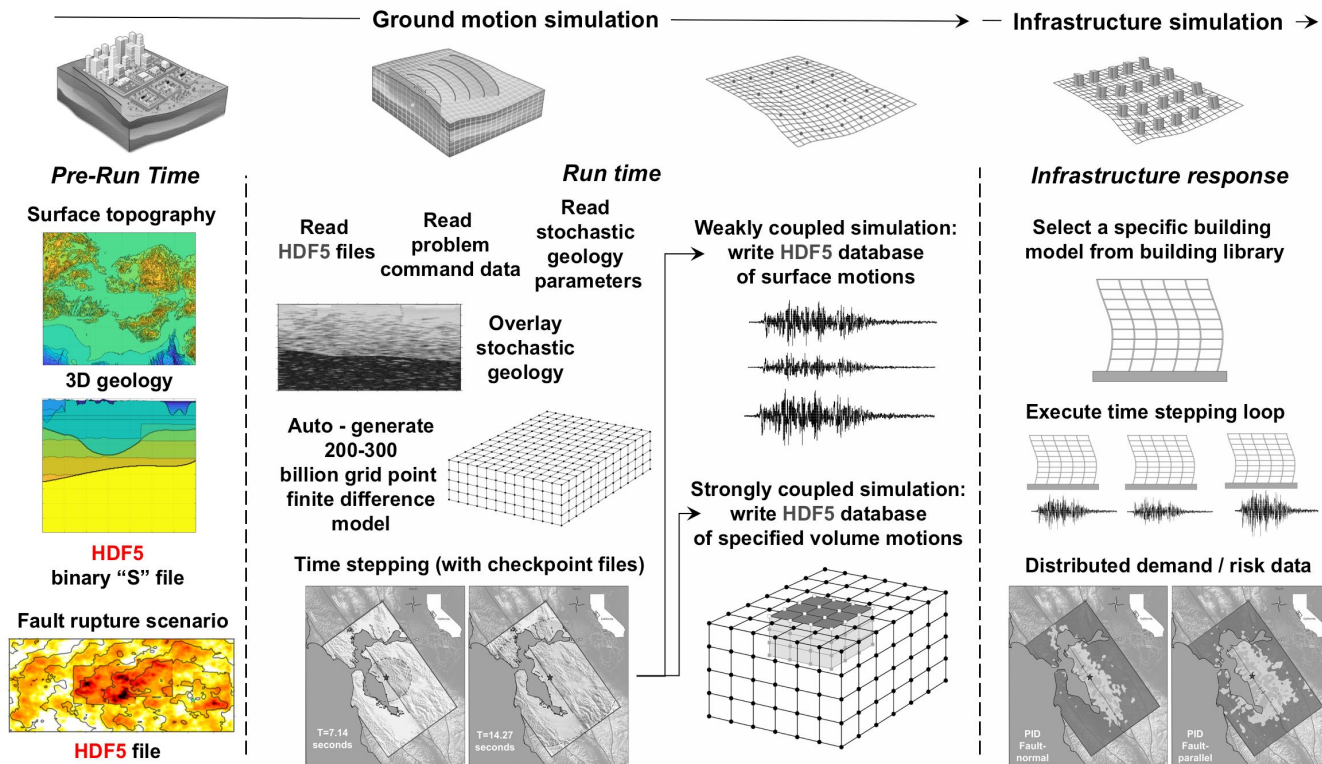 Ground motion simulation
Infrastructure simulation
Pre-Run Time
Surface topography
3D geology
HDF5
binary “S” file
Fault rupture scenario
HDF5 file
Run time
Read
HDF5 files
Read
problem
command data
Read
stochastic
geology
parameters
Overlay
stochastic
geology
Auto - generate
200-300
billion grid point
finite difference
model
Time stepping (with checkpoint files)
T=7.14
seconds
T=14.27
seconds
Weakly coupled simulation:
write HDF5 database
of surface motions
Strongly coupled simulation:
write HDF5 database
of specified volume motions
Infrastructure response
Select a specific building
model from building library
Execute time stepping loop
Distributed demand / risk data
PID
Fault-
normal
PID
Fault-
parallel